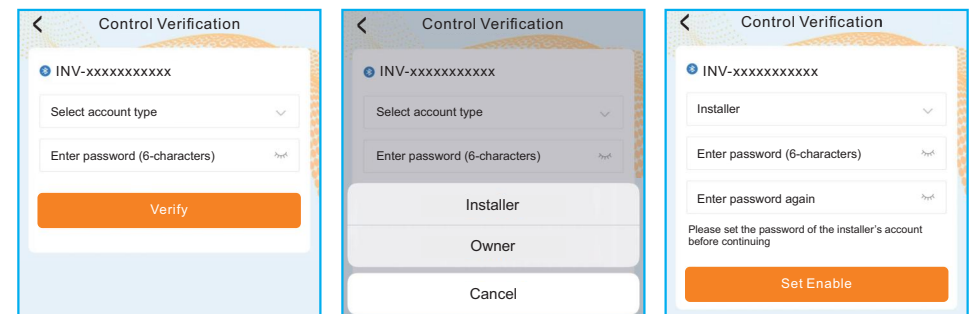 Control Verification
INV-xxxxxxxxxxx
Select account type
Enter password (6-characters)
Verify
Control Verification
INV-xxxxxxxxxxx
Select account type
Enter password (6-characters)
Installer
Owner
Cancel
Control Verification
INV-xxxxxxxxxxx
Installer
Enter password (6-characters)
Enter password again
Please set the password of the installer's account
before continuing
Set Enable